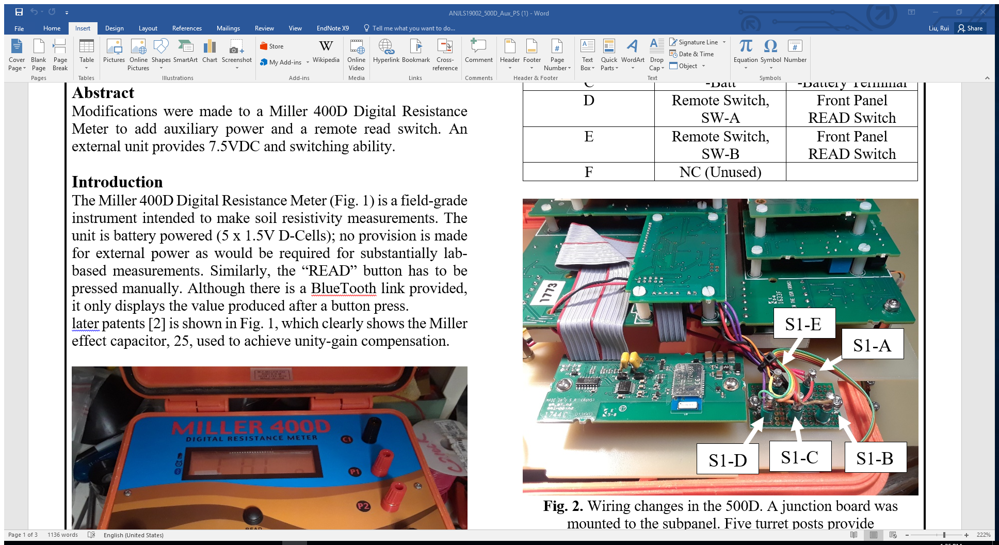 ANJLS19002_500D_Aux_PS (1) - Word
File Home Insert Design Layout References Mailings Review View EndNote X9 Tell me what you want to do... Liu, Rui Share
Cover Page
Blank Page
Page Break
Pages
Table
Tables
Pictures
Online Pictures
Shapes
SmartArt
Chart
Screenshot
Illustrations
Store
My Add-ins
Wikipedia
Add-ins
Online Video
Media
Hyperlink
Bookmark
Cross-reference
Links
Comment
Comments
Header
Footer
Page Number
Header & Footer
Text Box
Quick Parts
WordArt
Drop Cap
Signature Line
Date & Time
Object
Text
Equation
Symbol
Number
Symbols
Abstract
Modifications were made to a Miller 400D Digital Resistance
Meter to add auxiliary power and a remote read switch. An
external unit provides 7.5VDC and switching ability.
Introduction
The Miller 400D Digital Resistance Meter (Fig. 1) is a field-grade
instrument intended to make soil resistivity measurements. The
unit is battery powered (5 x 1.5V D-Cells); no provision is made
for external power as would be required for substantially lab-
based measurements. Similarly, the “READ” button has to be
pressed manually. Although there is a BlueTooth link provided,
it only displays the value produced after a button press.
later patents [2] is shown in Fig. 1, which clearly shows the Miller
effect capacitor, 25, used to achieve unity-gain compensation.
MILLER 400D
DIGITAL RESISTANCE METER
C1
P1
P2
READ
C -Batt -Battery Terminal
D Remote Switch, SW-A Front Panel READ Switch
E Remote Switch, SW-B Front Panel READ Switch
F NC (Unused)
1773
S1-E
S1-A
MADE IN U S A (RoHS)
1744C
S1-D
S1-C
S1-B
Fig. 2. Wiring changes in the 500D. A junction board was
mounted to the subpanel. Five turret posts provide
Page 1 of 3 1136 words English (United States) 222%